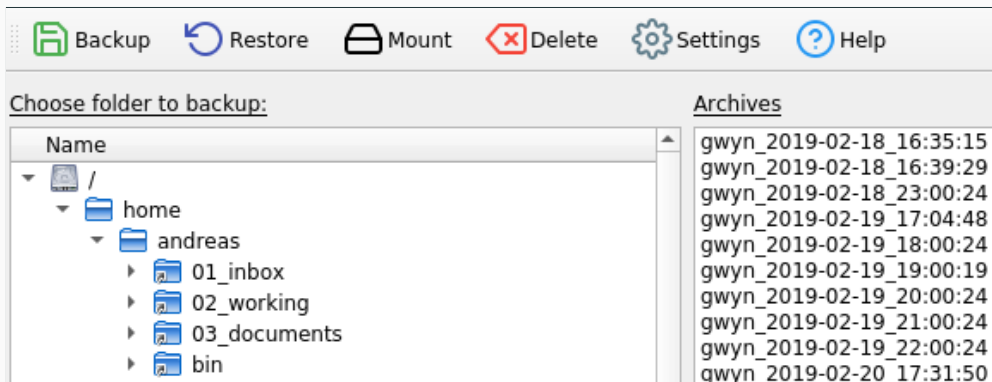 Backup Restore Mount Delete Settings Help
Choose folder to backup:
Name
/
home
andreas
01_inbox
02_working
03_documents
bin
Archives
gwyn_2019-02-18_16:35:15
gwyn_2019-02-18_16:39:29
gwyn_2019-02-18_23:00:24
gwyn_2019-02-19_17:04:48
gwyn_2019-02-19_18:00:24
gwyn_2019-02-19_19:00:19
gwyn_2019-02-19_20:00:24
gwyn_2019-02-19_21:00:24
gwyn_2019-02-19_22:00:24
gwyn_2019-02-20_17:31:50